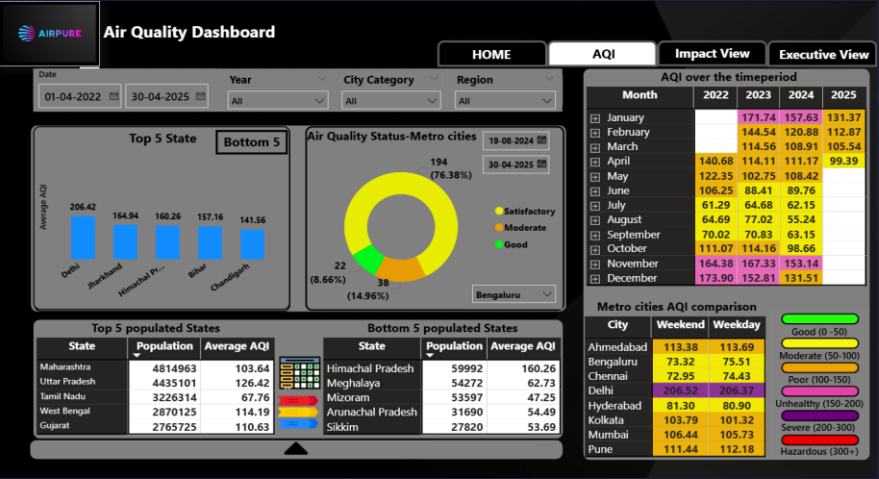 AIRPURE
Air Quality Dashboard
HOME
AQI
Impact View
Executive View
Date
01-04-2022
30-04-2025
Year
All
City Category
All
Region
All
Top 5 State
Bottom 5
Average AQI
206.42
164.94
160.26
157.16
141.56
Delhi
Jharkhand
Himachal Pr...
Bihar
Chandigarh
Air Quality Status-Metro cities
19-08-2024
30-04-2025
194
(76.38%)
22
(8.66%)
38
(14.96%)
Satisfactory
Moderate
Good
Bengaluru
Top 5 populated States
State Population Average AQI
Maharashtra 4814963 103.64
Uttar Pradesh 4435101 126.42
Tamil Nadu 3226314 67.76
West Bengal 2870125 114.19
Gujarat 2765725 110.63
Bottom 5 populated States
State Population Average AQI
Himachal Pradesh 59992 160.26
Meghalaya 54272 62.73
Mizoram 53597 47.25
Arunachal Pradesh 31690 54.49
Sikkim 27820 53.69
AQI over the timeperiod
Month 2022 2023 2024 2025
January 171.74 157.63 131.37
February 144.54 120.88 112.87
March 114.56 108.91 105.54
April 140.68 114.11 111.17 99.39
May 122.35 102.75 108.42
June 106.25 88.41 89.76
July 61.29 64.68 62.15
August 64.69 77.02 55.24
September 70.02 70.83 63.15
October 111.07 114.16 98.66
November 164.38 167.33 153.14
December 173.90 152.81 131.51
Metro cities AQI comparison
City Weekend Weekday
Ahmedabad 113.38 113.69
Bengaluru 73.32 75.51
Chennai 72.95 74.43
Delhi 206.52 206.37
Hyderabad 81.30 80.90
Kolkata 103.79 101.32
Mumbai 106.44 105.73
Pune 111.44 112.18
Good (0 -50)
Moderate (50-100)
Poor (100-150)
Unhealthy (150-200)
Severe (200-300)
Hazardous (300+)